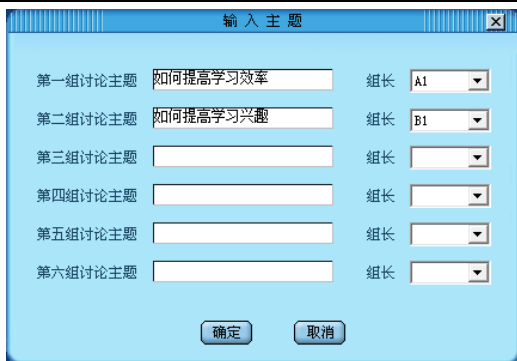 输入主题
第一组讨论主题 如何提高学习效率 组长 A1
第二组讨论主题 如何提高学习兴趣 组长 B1
第三组讨论主题 组长
第四组讨论主题 组长
第五组讨论主题 组长
第六组讨论主题 组长
确定 取消